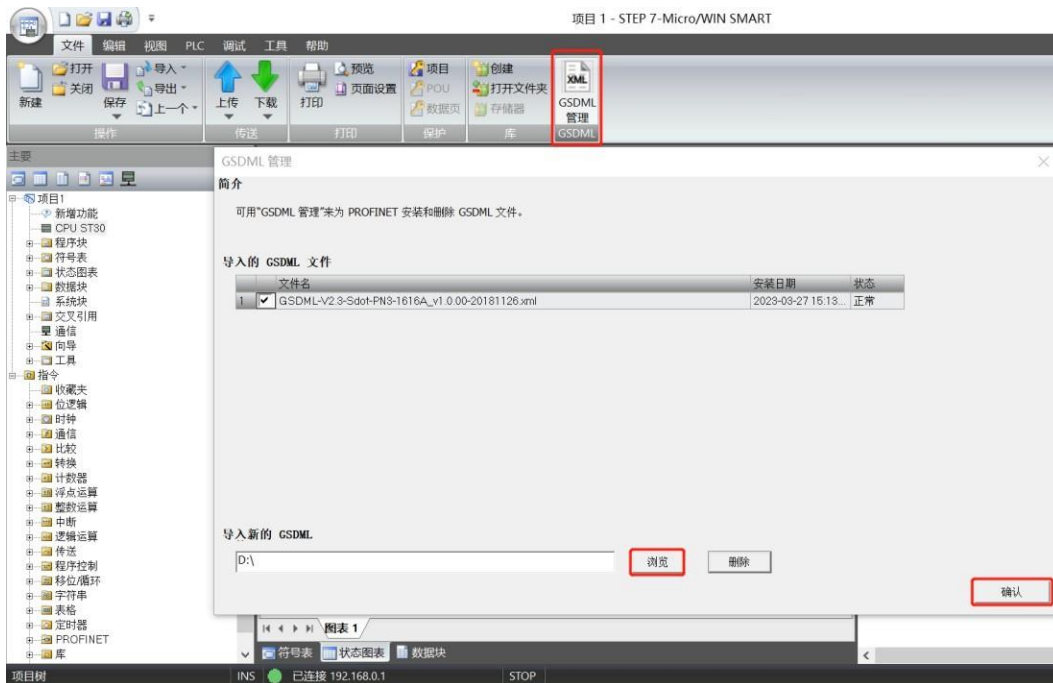 项目 1 - STEP 7-Micro/WIN SMART
文件 编辑 视图 PLC 调试 工具 帮助
新建 打开 关闭 保存 导入 导出 上一个
上传 下载
打印 预览 页面设置
项目 POU 数据页
创建 打开文件夹 存储器
XML GSDML 管理
操作 传送 打印 保护 库 GSDML
主要
项目1
新增功能
CPU ST30
程序块
符号表
状态图表
数据块
系统块
交叉引用
通信
向导
工具
指令
收藏夹
位逻辑
时钟
通信
比较
转换
计数器
浮点运算
整数运算
中断
逻辑运算
传送
程序控制
移位/循环
字符串
表格
定时器
PROFINET
库
GSDML 管理
简介
可用"GSDML 管理"来为 PROFINET 安装和删除 GSDML 文件。
导入的 GSDML 文件
文件名 安装日期 状态
1 GSDML-V2.3-Sdot-PN3-1616A_v1.0.00-20181126.xml 2023-03-27 15:13... 正常
导入新的 GSDML
D:\ 浏览 删除
确认
图表 1
符号表 状态图表 数据块
项目树 INS 已连接 192.168.0.1 STOP